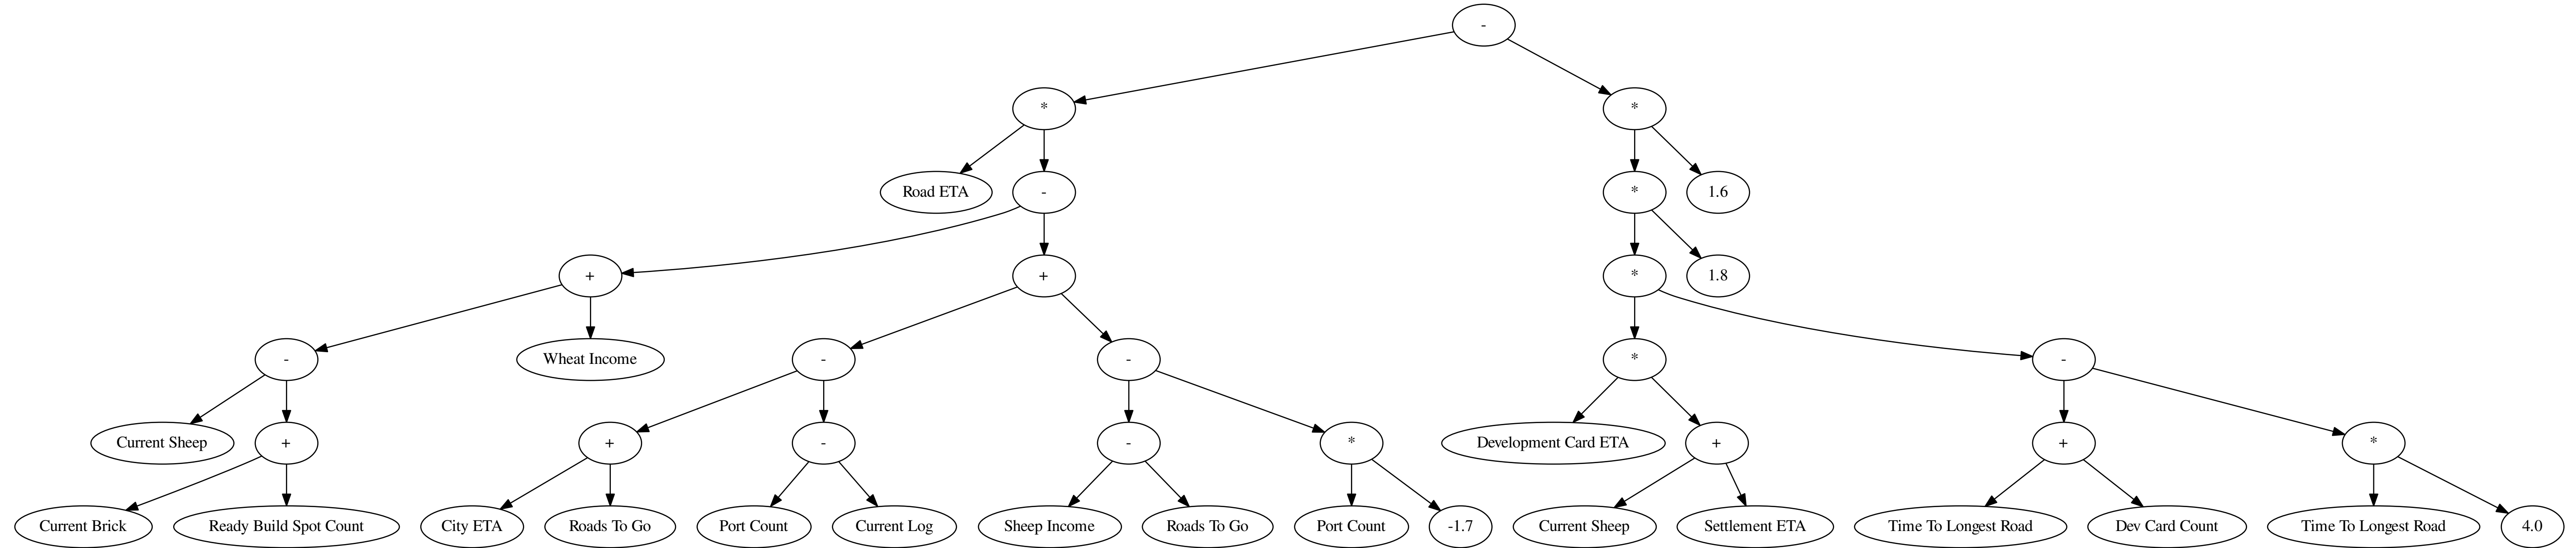 -
*
*
Road ETA
-
*
1.6
+
+
*
1.8
-
Wheat Income
-
-
*
-
Current Sheep
+
+
-
-
*
Development Card ETA
+
+
*
Current Brick
Ready Build Spot Count
City ETA
Roads To Go
Port Count
Current Log
Sheep Income
Roads To Go
Port Count
-1.7
Current Sheep
Settlement ETA
Time To Longest Road
Dev Card Count
Time To Longest Road
4.0